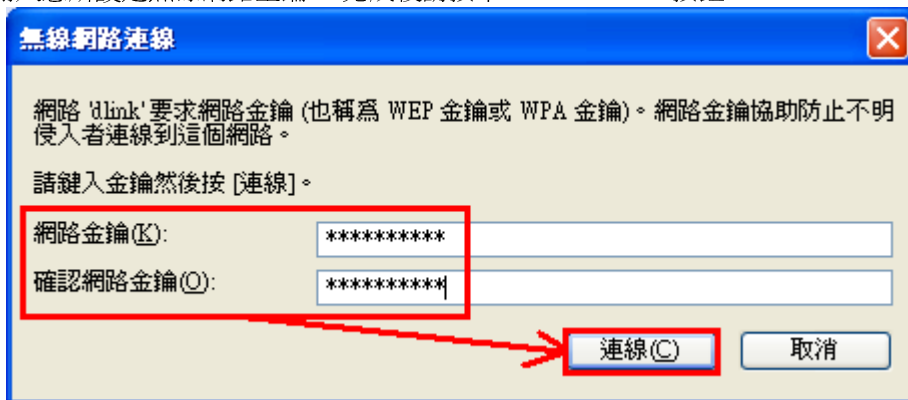 無線網路連線
網路 'dlink' 要求網路金鑰 (也稱為 WEP 金鑰或 WPA 金鑰)。網路金鑰協助防止不明
侵入者連線到這個網路。
請鍵入金鑰然後按 [連線]。
網路金鑰(K):
**********
確認網路金鑰(O):
**********
連線(C)
取消